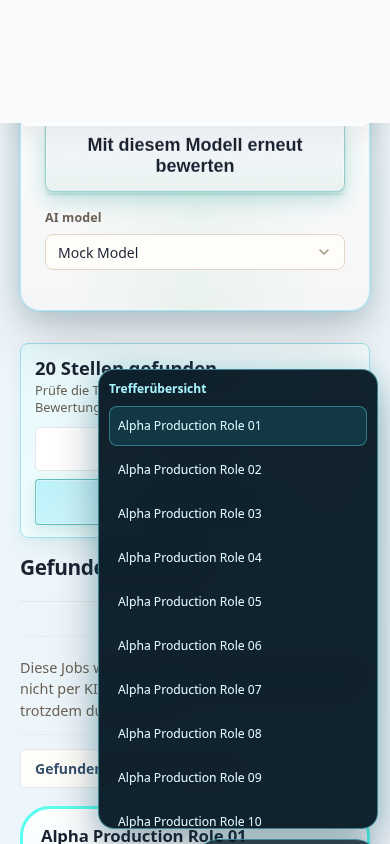 Mit diesem Modell erneut
bewerten
AI model
Mock Model
20 Stellen gefunden
Prüfe die T
Bewertung
Trefferübersicht
Alpha Production Role 01
Alpha Production Role 02
Alpha Production Role 03
Alpha Production Role 04
Gefunde
Alpha Production Role 05
Alpha Production Role 06
Diese Jobs w
nicht per KI
trotzdem du
Alpha Production Role 07
Alpha Production Role 08
Gefunden
Alpha Production Role 09
Alpha Production Role 10
Alpha Production Role 01